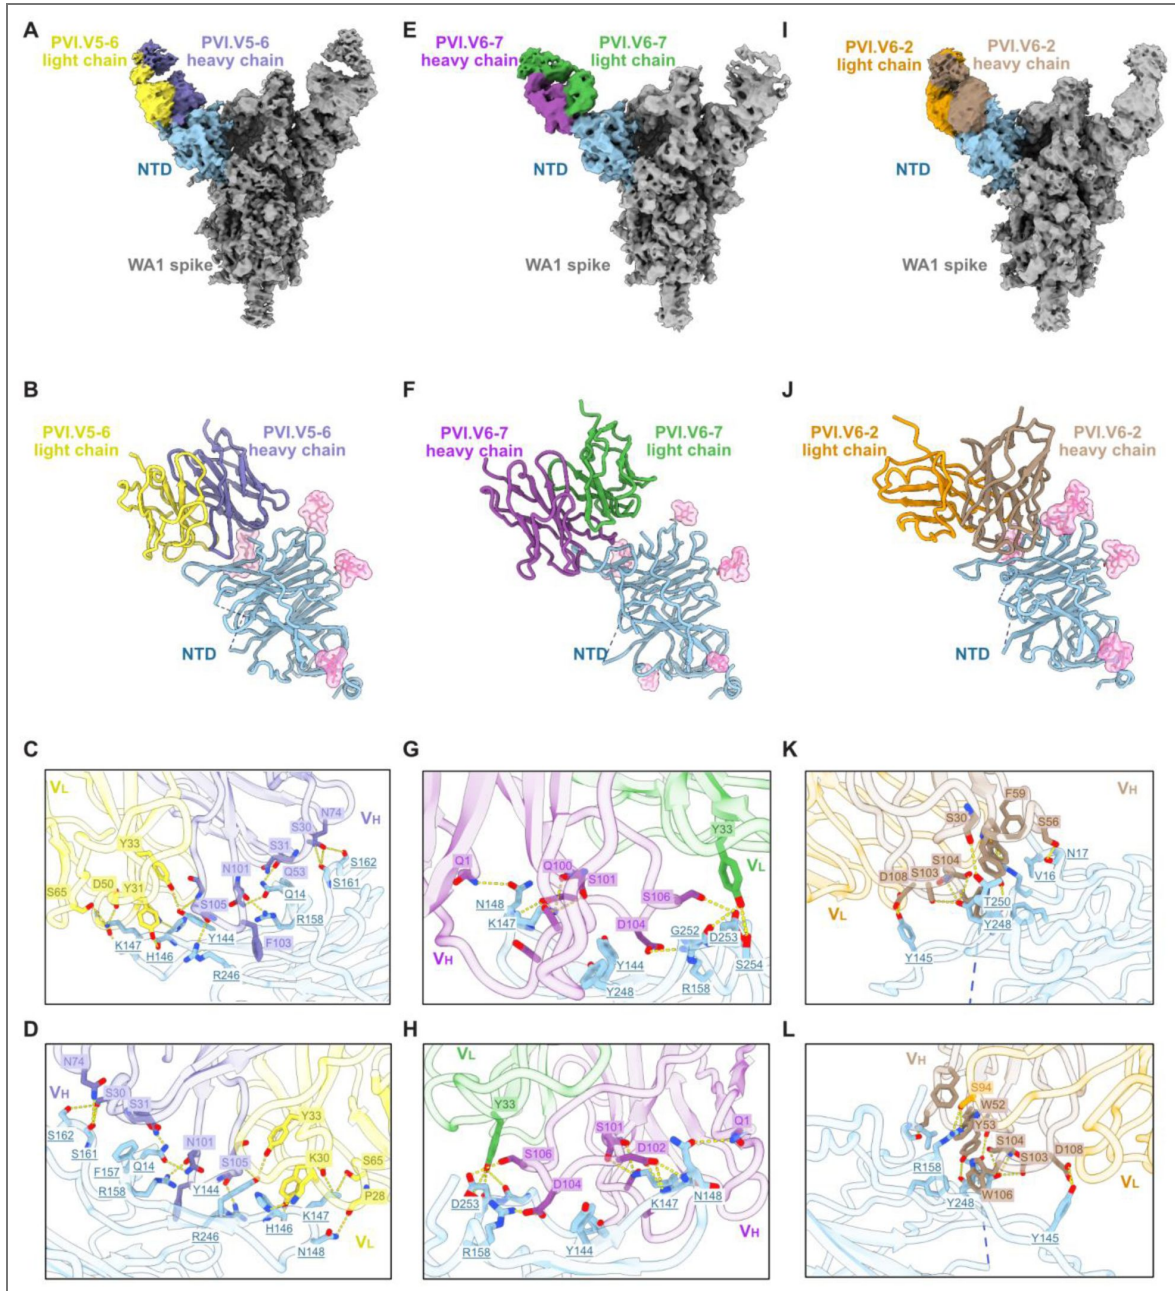 A
PVI.V5-6
light chain
PVI.V5-6
heavy chain
NTD
WA1 spike
E
PVI.V6-7
heavy chain
PVI.V6-7
light chain
NTD
WA1 spike
I
PVI.V6-2
light chain
PVI.V6-2
heavy chain
NTD
WA1 spike
B
PVI.V5-6
light chain
PVI.V5-6
heavy chain
NTD
F
PVI.V6-7
heavy chain
PVI.V6-7
light chain
NTD
J
PVI.V6-2
light chain
PVI.V6-2
heavy chain
NTD
C
VL
VH
N74
S30
Y33
S31
S162
N101
Q53
S161
D50
Y31
S65
S105
Q14
R158
K147
Y144
F103
H146
R246
G
Y33
VL
Q1
Q100
S101
N148
S106
K147
D104
G252
D253
VH
Y144
S254
Y248
R158
K
F59
VH
S30
S56
N17
S104
V16
D108
S103
T250
VL
Y248
Y145
D
N74
VH
S30
S31
Y33
S162
N101
K30
S161
Q14
S105
S65
F157
R158
Y144
P28
K147
H146
R246
N148
VL
H
VL
Y33
Q1
S101
S106
D102
D104
D253
N148
K147
R158
Y144
VH
L
VH
S94
W52
Y53
S104
D108
S103
R158
W106
VL
Y248
Y145